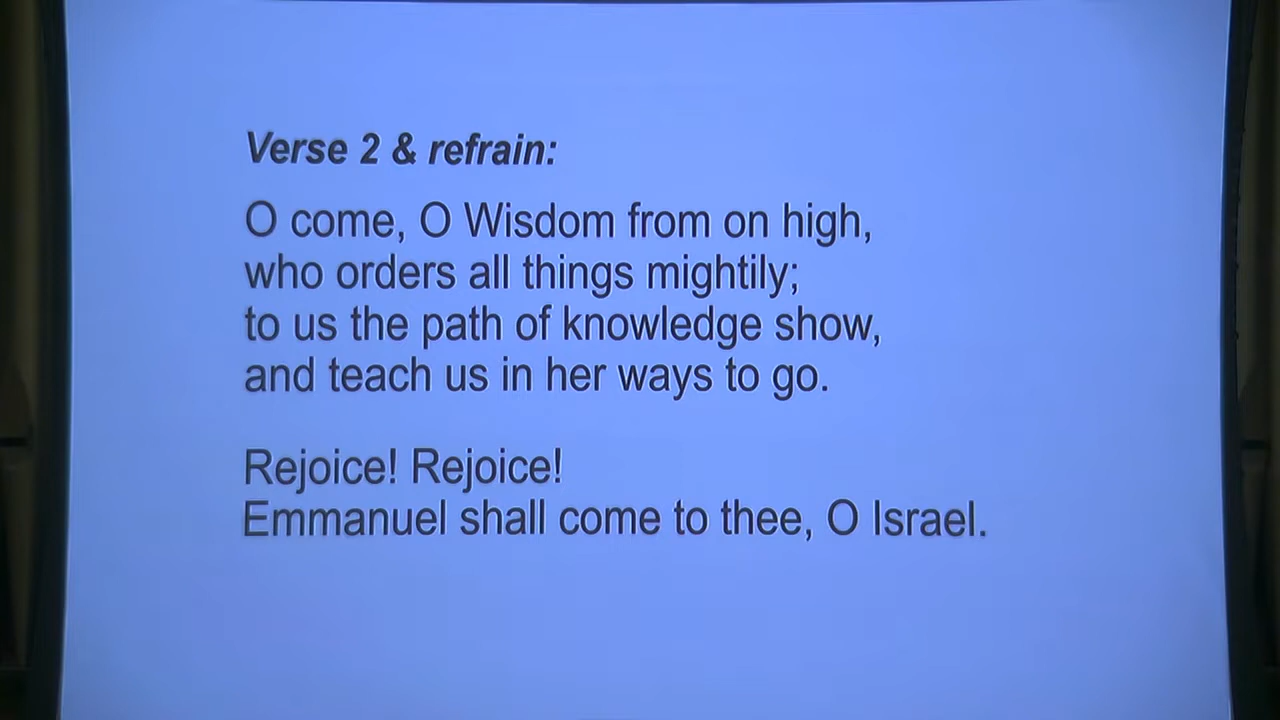 Verse 2 & refrain:
O come, O Wisdom from on high,
who orders all things mightily;
to us the path of knowledge show,
and teach us in her ways to go.
Rejoice! Rejoice!
Emmanuel shall come to thee, O Israel.